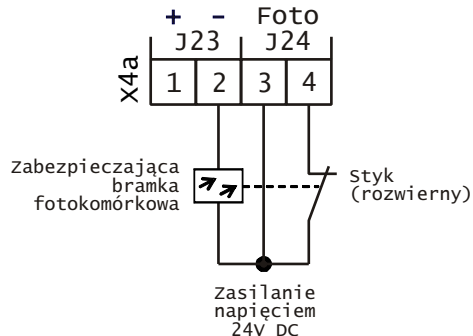 + - Foto
J23 J24
X4a
1 2 3 4
Zabezpieczająca
bramka
fotokomórkowa
Styk
(rozwierny)
Zasilanie
napięciem
24V DC